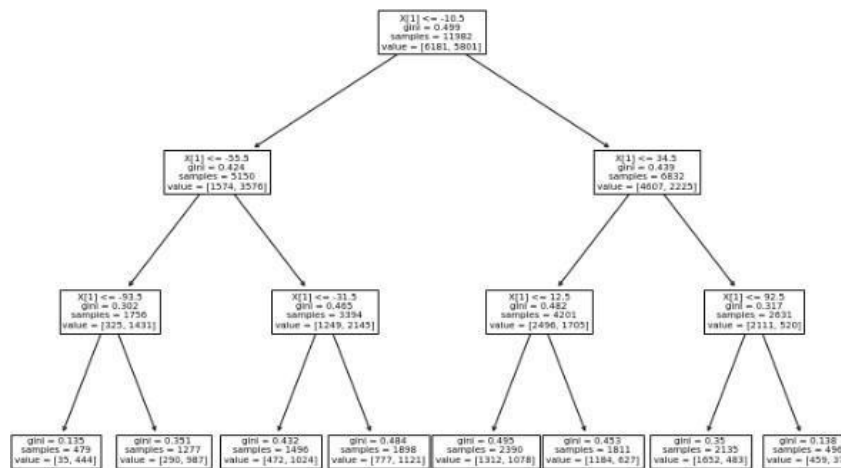 X[1] <= -10.5
gini = 0.499
samples = 11982
value = [6181, 5801]
X[1] <= -55.5
gini = 0.424
samples = 5150
value = [1574, 3576]
X[1] <= 34.5
gini = 0.439
samples = 6832
value = [4607, 2225]
X[1] <= -93.5
gini = 0.302
samples = 1756
value = [325, 1431]
X[1] <= -31.5
gini = 0.465
samples = 3394
value = [1249, 2145]
X[1] <= 12.5
gini = 0.482
samples = 4201
value = [2496, 1705]
X[1] <= 92.5
gini = 0.317
samples = 2631
value = [2111, 520]
gini = 0.135
samples = 479
value = [35, 444]
gini = 0.351
samples = 1277
value = [290, 987]
gini = 0.432
samples = 1496
value = [472, 1024]
gini = 0.484
samples = 1898
value = [777, 1121]
gini = 0.495
samples = 2390
value = [1312, 1078]
gini = 0.453
samples = 1811
value = [1184, 627]
gini = 0.35
samples = 2135
value = [1652, 483]
gini = 0.138
samples = 496
value = [459,